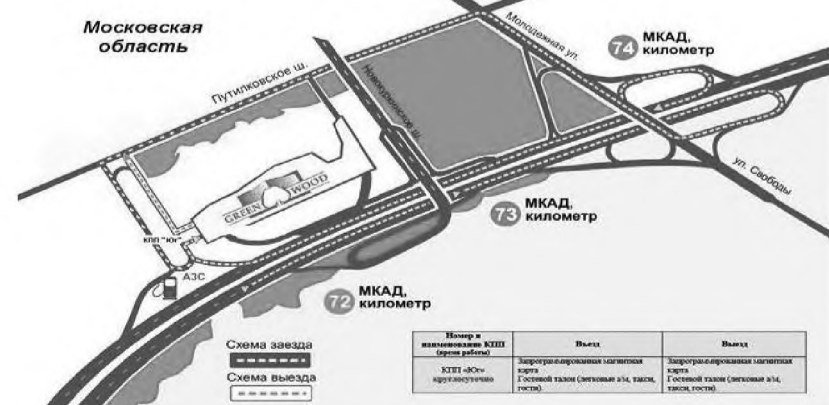 Московская
область
Молодежная ул.
74 МКАД,
километр
Путилковское ш.
Новокуркинское ш.
ул. Свободы
GREEN WOOD
КПП "Юг"
73 МКАД,
километр
АЗС
72 МКАД,
километр
Схема заезда
Схема выезда
Номер и
наименование КПП
(время работы)
Въезд
Выезд
КПП «Юг»
круглосуточно
Запрограммированная магнитная
карта
Гостевой талон (легковые а/м, такси,
гости).
Запрограммированная магнитная
карта
Гостевой талон (легковые а/м,
такси, гости).